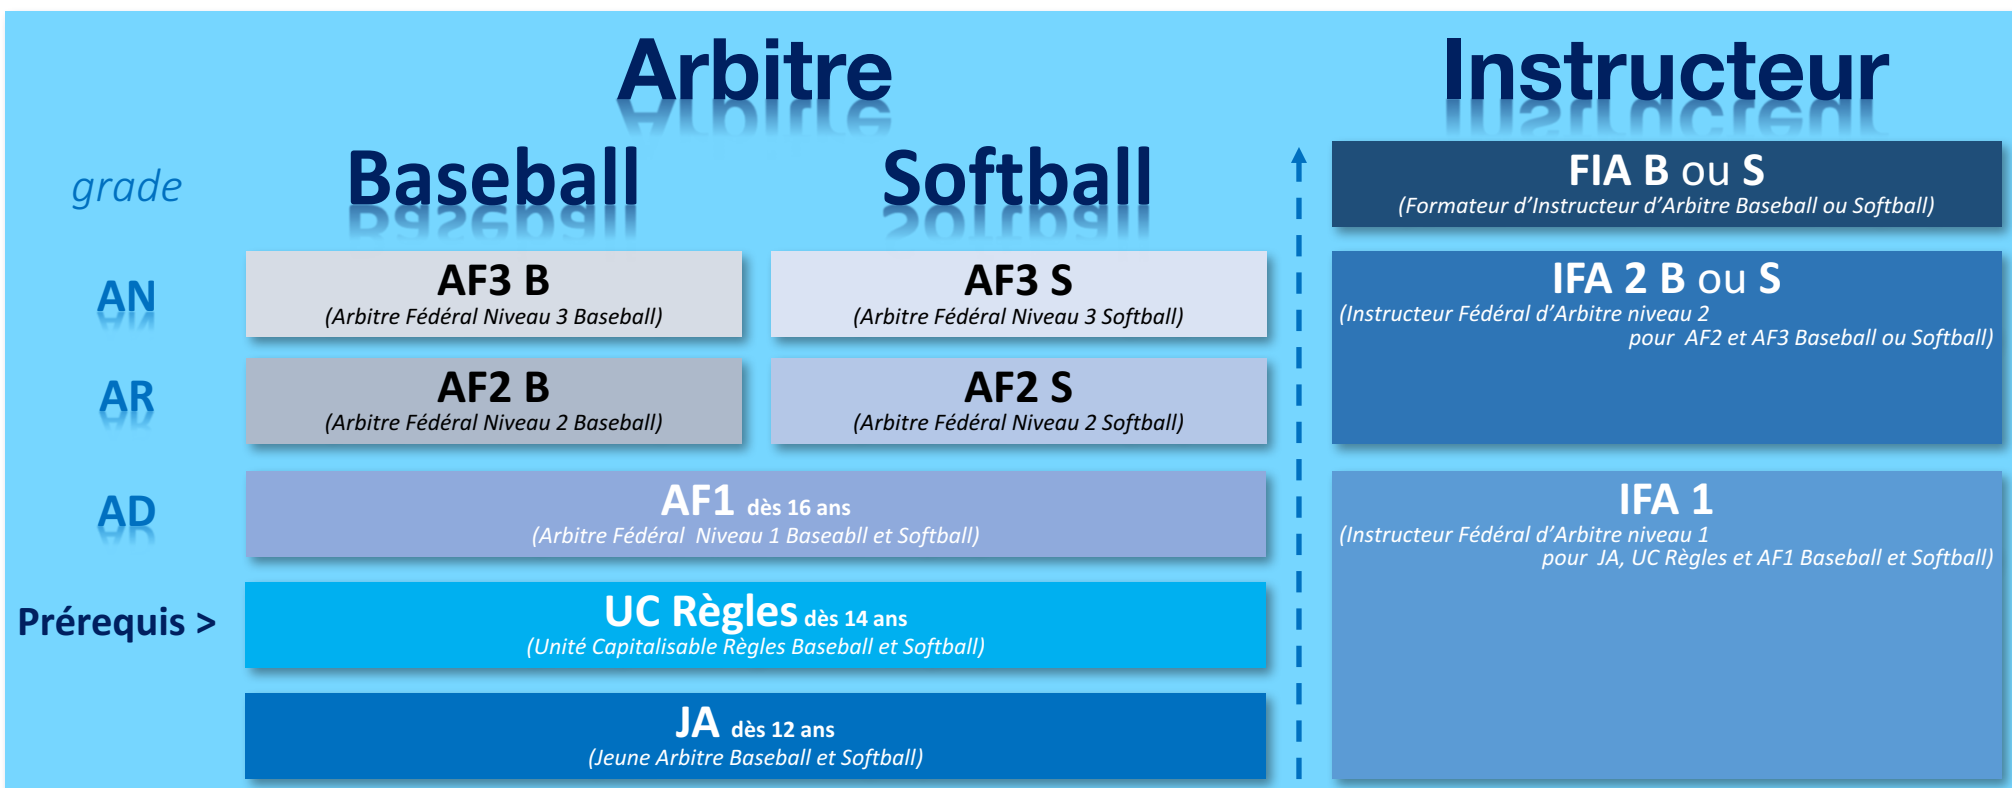 Arbitre
Instructeur
grade
Baseball
Softball
FIA B ou S
(Formateur d'Instructeur d'Arbitre Baseball ou Softball)
AN
AF3 B
(Arbitre Fédéral Niveau 3 Baseball)
AF3 S
(Arbitre Fédéral Niveau 3 Softball)
IFA 2 B ou S
(Instructeur Fédéral d'Arbitre niveau 2
pour AF2 et AF3 Baseball ou Softball)
AR
AF2 B
(Arbitre Fédéral Niveau 2 Baseball)
AF2 S
(Arbitre Fédéral Niveau 2 Softball)
AD
AF1 dès 16 ans
(Arbitre Fédéral Niveau 1 Baseabll et Softball)
IFA 1
(Instructeur Fédéral d'Arbitre niveau 1
pour JA, UC Règles et AF1 Baseball et Softball)
Prérequis >
UC Règles dès 14 ans
(Unité Capitalisable Règles Baseball et Softball)
JA dès 12 ans
(Jeune Arbitre Baseball et Softball)